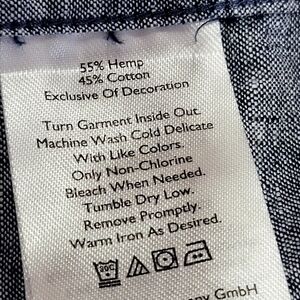 55% Hemp
45% Cotton
Exclusive Of Decoration
Turn Garment Inside Out.
Machine Wash Cold Delicate
With Like Colors.
Only Non-Chlorine
Bleach When Needed.
Tumble Dry Low.
Remove Promptly.
Warm Iron As Desired.
GmbH